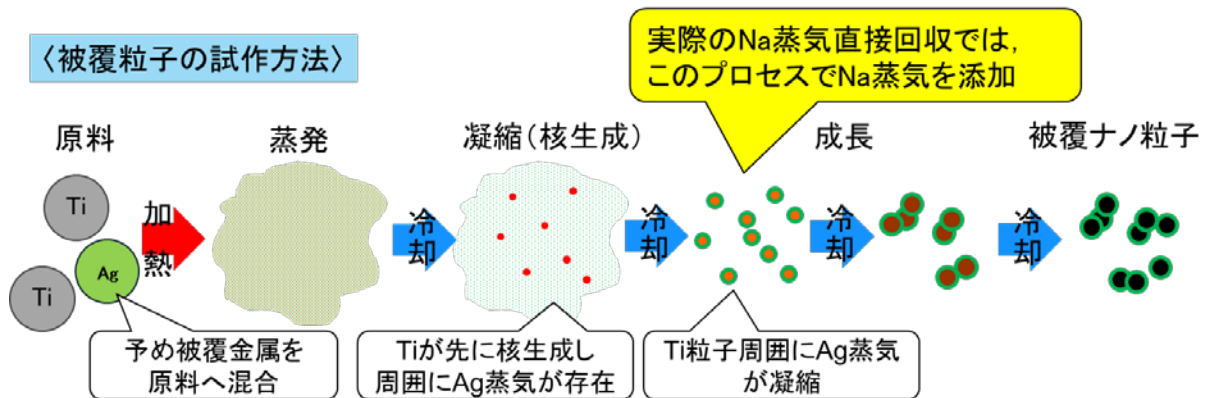 〈被覆粒子の試作方法〉
実際のNa蒸気直接回収では,
このプロセスでNa蒸気を添加
原料
蒸発
凝縮(核生成)
成長
被覆ナノ粒子
Ti
Ag
Ti
加熱
冷却
冷却
冷却
冷却
予め被覆金属を
原料へ混合
Tiが先に核生成し
周囲にAg蒸気が存在
Ti粒子周囲にAg蒸気
が凝縮